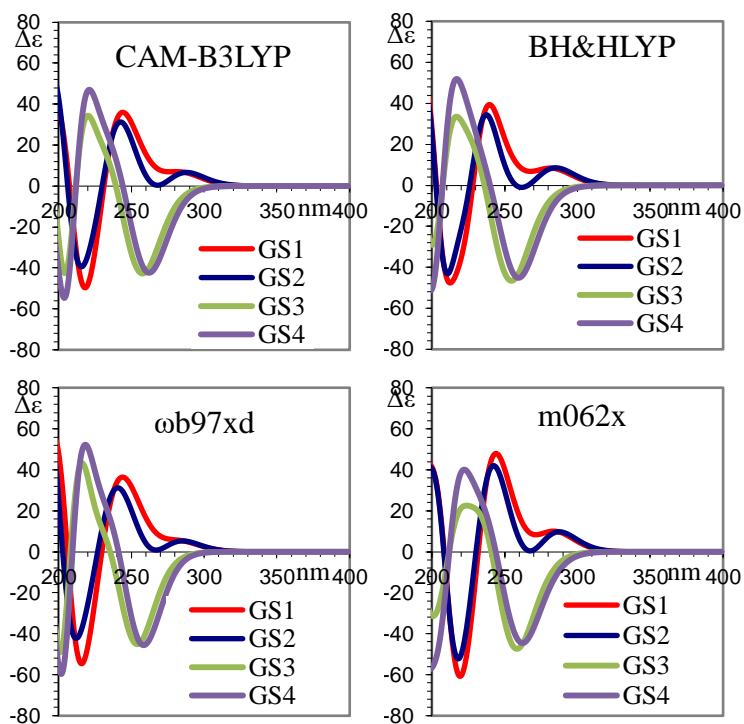 80
Δε
60
40
20
0
-20
-40
-60
-80
CAM-B3LYP
200
250
300
350
nm
400
GS1
GS2
GS3
GS4
80
Δε
60
40
20
0
-20
-40
-60
-80
BH&HLYP
200
250
300
350
nm
400
GS1
GS2
GS3
GS4
80
Δε
60
40
20
0
-20
-40
-60
-80
ωb97xd
200
250
300
350
nm
400
GS1
GS2
GS3
GS4
80
Δε
60
40
20
0
-20
-40
-60
-80
m062x
200
250
300
350
nm
400
GS1
GS2
GS3
GS4